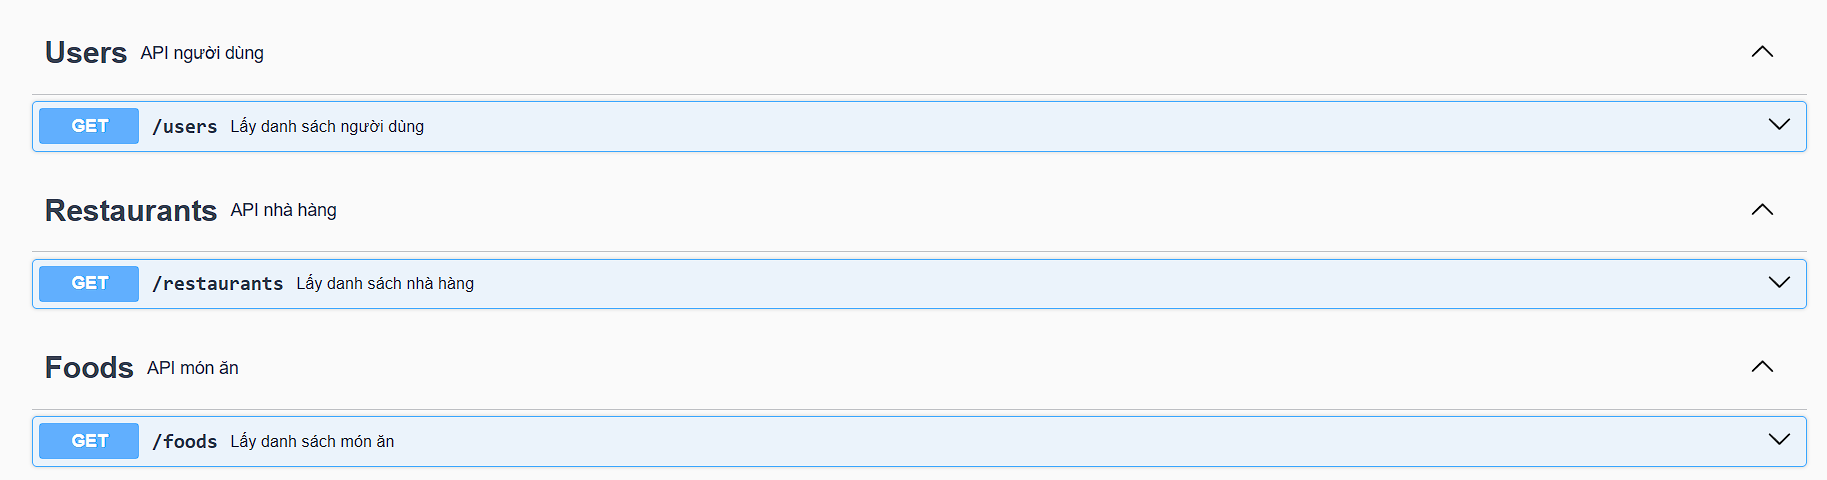 Users API người dùng
GET /users Lấy danh sách người dùng
Restaurants API nhà hàng
GET /restaurants Lấy danh sách nhà hàng
Foods API món ăn
GET /foods Lấy danh sách món ăn